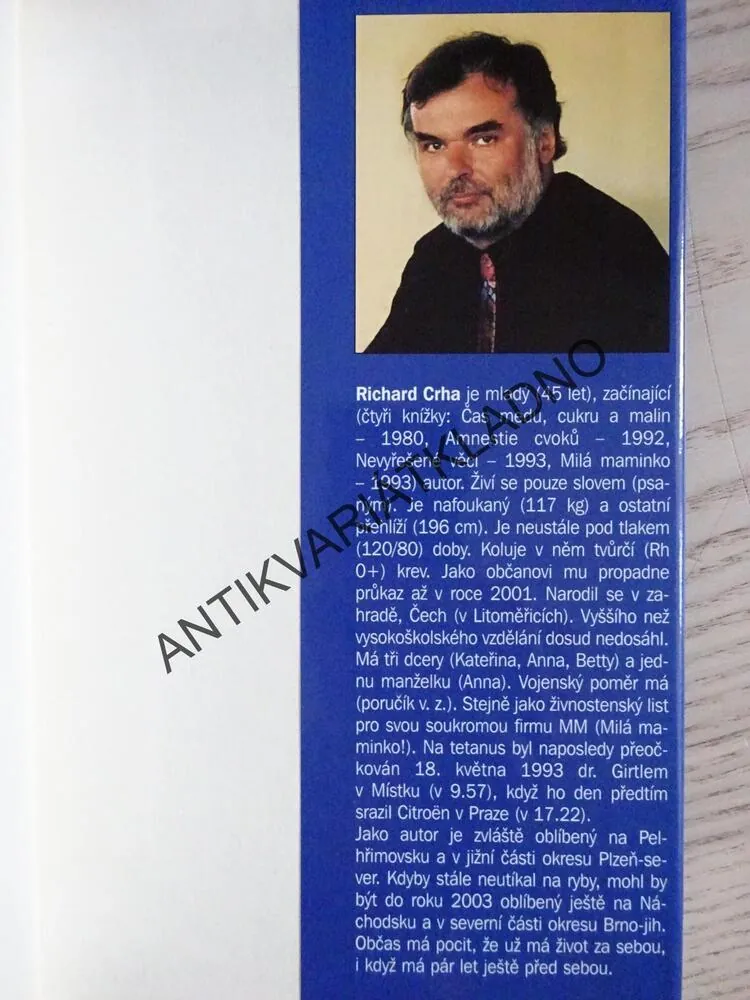 Richard Crha je mladý (45 let), začínající
(čtyři knížky: Čas medu, cukru a malin
– 1980, Amnestie cvoků – 1992,
Nevyřešené věci – 1993, Milá maminko
– 1993) autor. Živí se pouze slovem (psa-
ným). Je nafoukaný (117 kg) a ostatní
přehlíží (196 cm). Je neustále pod tlakem
(120/80) doby. Koluje v něm tvůrčí (Rh
0+) krev. Jako občanovi mu propadne
průkaz až v roce 2001. Narodil se v za-
hradě, Čech (v Litoměřicích). Vyššího než
vysokoškolského vzdělání dosud nedosáhl.
Má tři dcery (Kateřina, Anna, Betty) a jed-
nu manželku (Anna). Vojenský poměr má
(poručík v. z.). Stejně jako živnostenský list
pro svou soukromou firmu MM (Milá ma-
minko!). Na tetanus byl naposledy přeoč-
kován 18. května 1993 dr. Girtlem
v Místku (v 9.57), když ho den předtím
srazil Citroën v Praze (v 17.22).
Jako autor je zvláště oblíbený na Pel-
hřimovsku a v jižní části okresu Plzeň-se-
ver. Kdyby stále neutíkal na ryby, mohl by
být do roku 2003 oblíbený ještě na Ná-
chodsku a v severní části okresu Brno-jih.
Občas má pocit, že už má život za sebou,
i když má pár let ještě před sebou.
ANTIKVARIÁTKLADNO